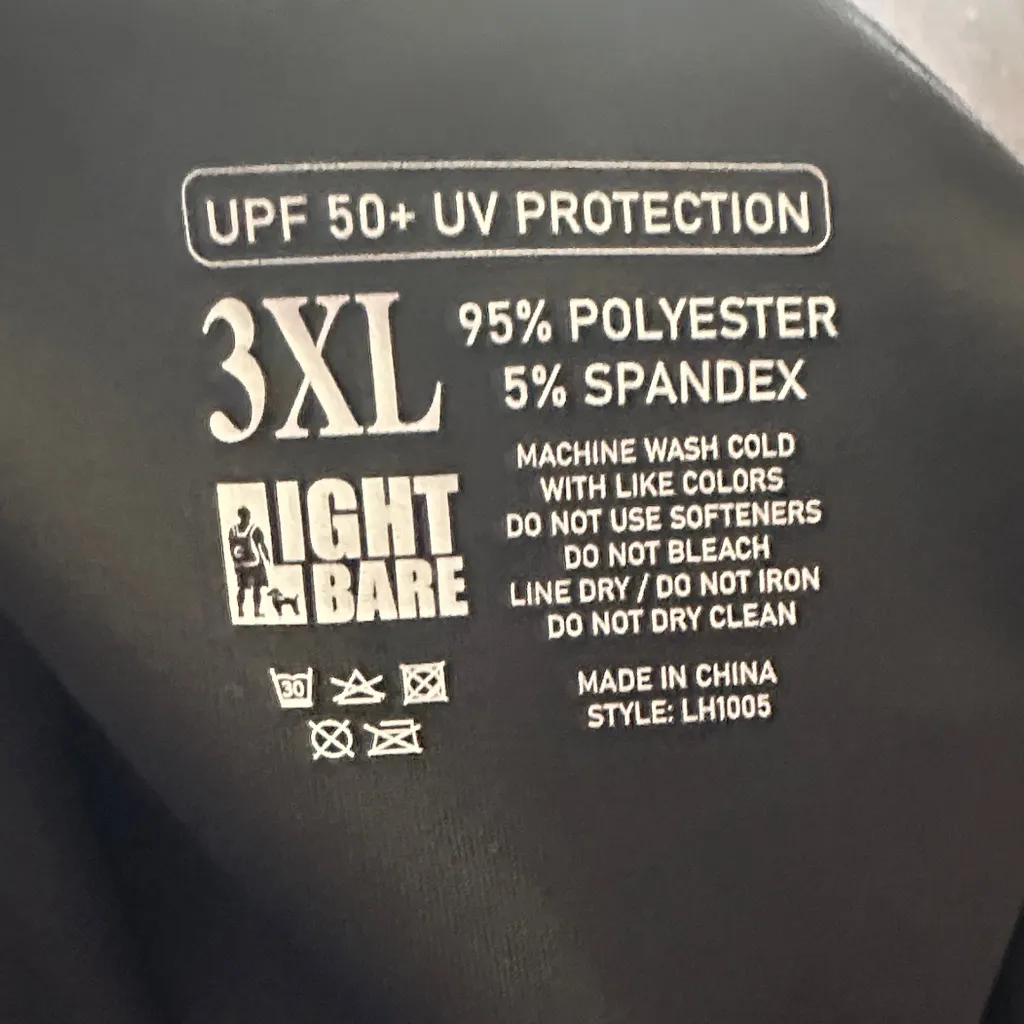 UPF 50+ UV PROTECTION
3XL
95% POLYESTER
5% SPANDEX
LIGHT
BARE
MACHINE WASH COLD
WITH LIKE COLORS
DO NOT USE SOFTENERS
DO NOT BLEACH
LINE DRY / DO NOT IRON
DO NOT DRY CLEAN
30
MADE IN CHINA
STYLE: LH1005